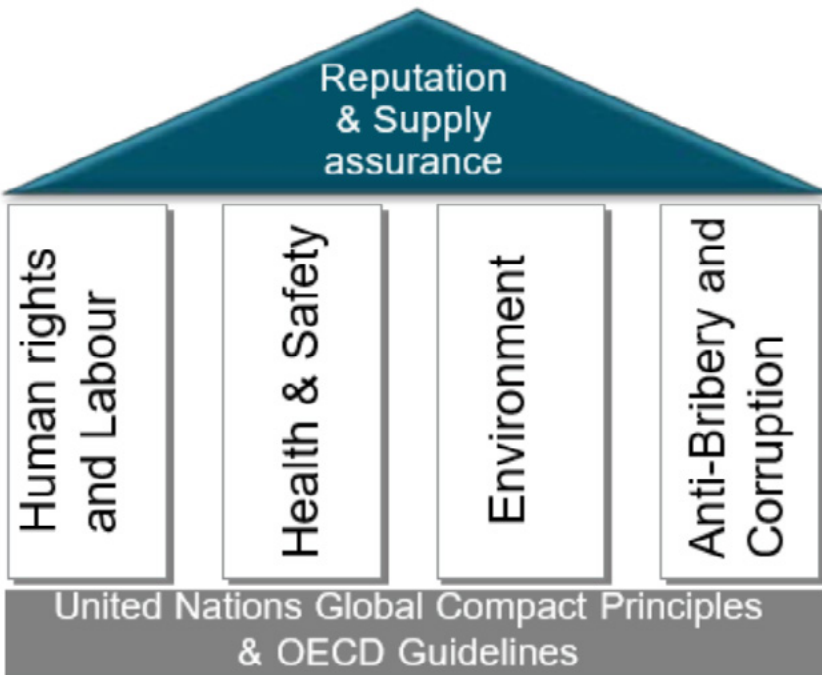 Reputation
& Supply
assurance
Human rights
and Labour
Health & Safety
Environment
Anti-Bribery and
Corruption
United Nations Global Compact Principles
& OECD Guidelines